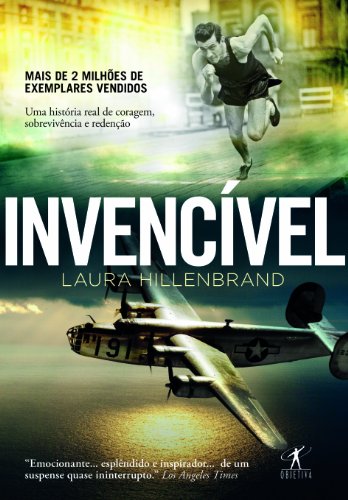 MAIS DE 2 MILHÕES DE
EXEMPLARES VENDIDOS
Uma história real de coragem,
sobrevivência e redenção
INVENCÍVEL
LAURA HILLENBRAND
191
"Emocionante... esplêndido e inspirador... de um
suspense quase ininterrupto." Los Angeles Times
OBJETIVA